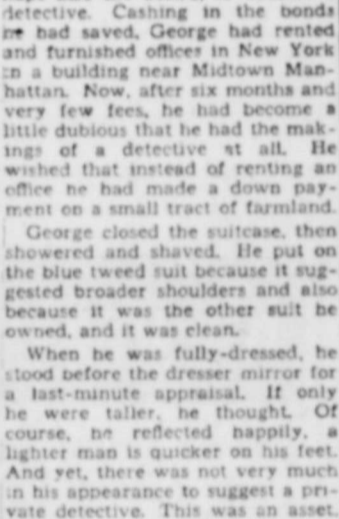 detective. Cashing in the bonds
he had saved, George had rented
and furnished offices in New York
in a building near Midtown Man-
hattan. Now, after six months and
very few fees, he had become a
little dubious that he had the mak-
ings of a detective at all. He
wished that instead of renting an
office he had made a down pay-
ment on a small tract of farmland.
George closed the suitcase, then
showered and shaved. He put on
the blue tweed suit because it sug-
gested broader shoulders and also
because it was the other suit he
owned, and it was clean.
When he was fully-dressed, he
stood before the dresser mirror for
a last-minute appraisal. If only
he were taller, he thought. Of
course, he reflected happily, a
lighter man is quicker on his feet.
And yet, there was not very much
in his appearance to suggest a pri-
vate detective. This was an asset.